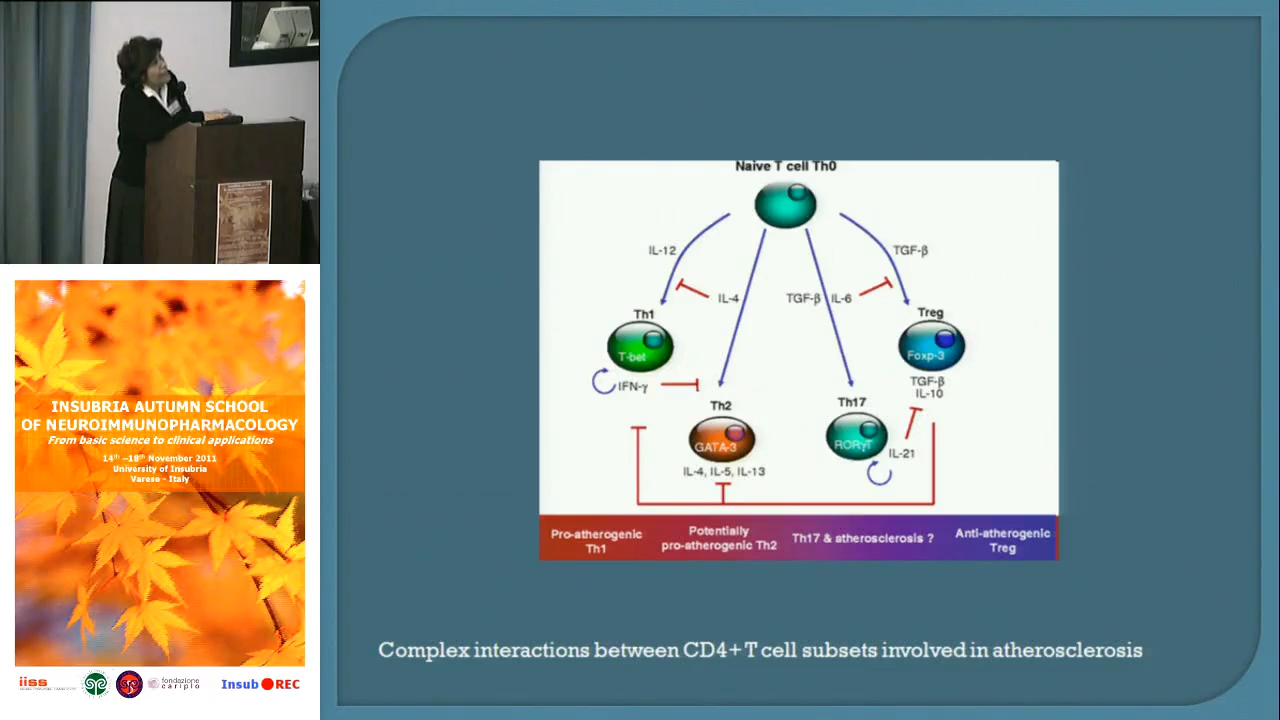 Naive T cell Th0
IL-12
TGF-β
IL-4
TGF-β
IL-6
Th1
T-bet
IFN-γ
Treg
Foxp-3
TGF-β
IL-10
Th2
GATA-3
IL-4, IL-5, IL-13
Th17
RORγT
IL-21
Pro-atherogenic
Th1
Potentially
pro-atherogenic Th2
Th17 & atherosclerosis ?
Anti-atherogenic
Treg
Complex interactions between CD4+ T cell subsets involved in atherosclerosis
INSUBRIA AUTUMN SCHOOL
OF NEUROIMMUNOPHARMACOLOGY
From basic science to clinical applications
14th –18th November 2011
University of Insubria
Varese - Italy
iiss
fondazione
cariplo
Insub REC